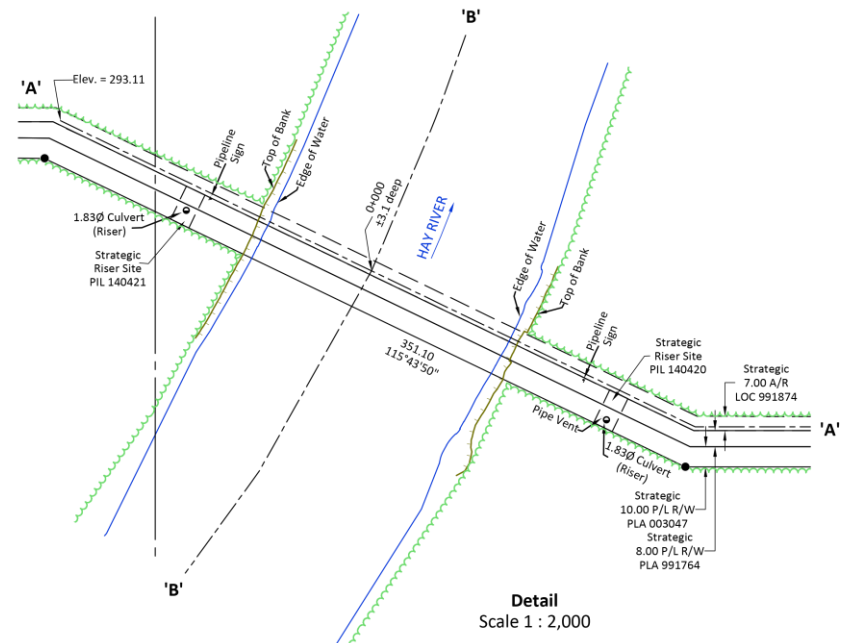 'B'
Elev. = 293.11
'A'
Pipeline
Sign
Top of Bank
Edge of Water
0+000
±3.1 deep
HAY RIVER
1.83Ø Culvert
(Riser)
Strategic
Riser Site
PIL 140421
Edge of Water
Top of Bank
351.10
115°43'50"
Pipeline
Sign
Strategic
Riser Site
PIL 140420
Strategic
7.00 A/R
LOC 991874
Pipe Vent
'A'
1.83Ø Culvert
(Riser)
Strategic
10.00 P/L R/W
PLA 003047
Strategic
8.00 P/L R/W
PLA 991764
'B'
Detail
Scale 1 : 2,000